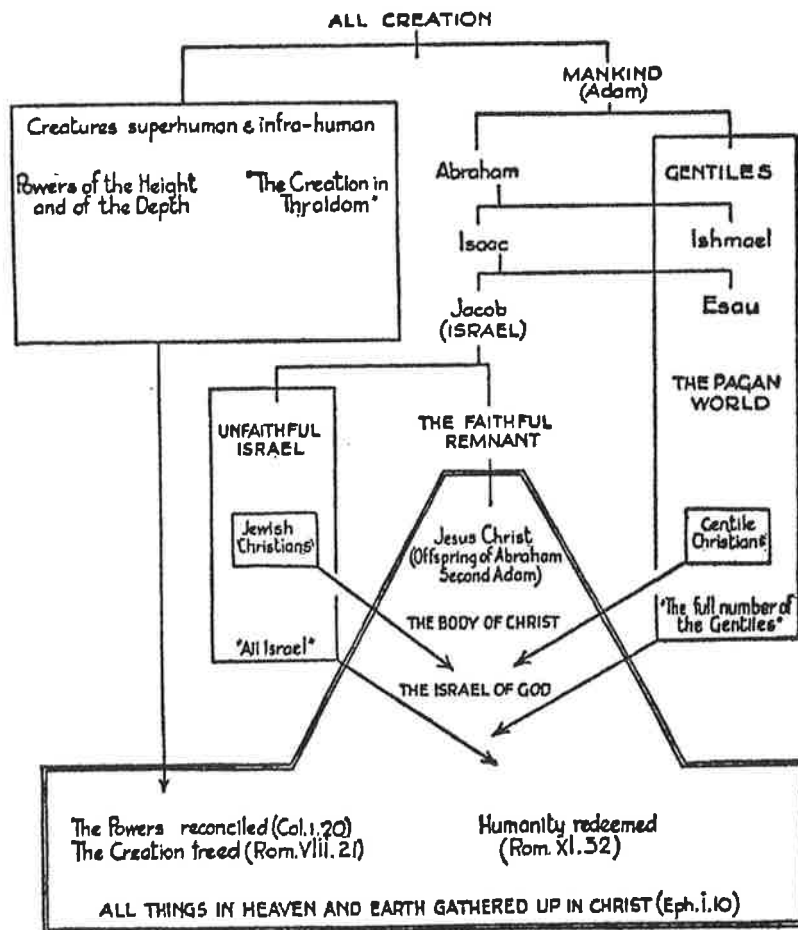 ALL CREATION
MANKIND
(Adam)
Creatures superhuman & infra-human
Powers of the Height
and of the Depth
"The Creation in
Thraldom"
Abraham
GENTILES
Isaac
Ishmael
Jacob
(ISRAEL)
Esau
THE PAGAN
WORLD
UNFAITHFUL
ISRAEL
THE FAITHFUL
REMNANT
Jewish
Christians
Jesus Christ
(Offspring of Abraham
Second Adam)
Gentile
Christians
THE BODY OF CHRIST
"The full number of
the Gentiles"
"All Israel"
THE ISRAEL OF GOD
The Powers reconciled (Col.i.20)
The Creation freed (Rom.VIII.21)
Humanity redeemed
(Rom. XI.32)
ALL THINGS IN HEAVEN AND EARTH GATHERED UP IN CHRIST (Eph.i.10)